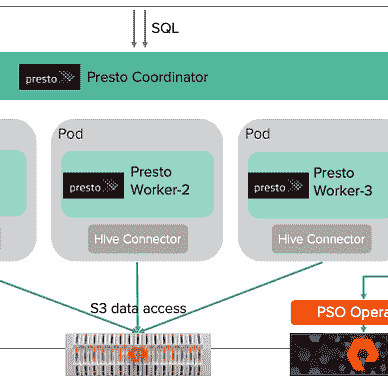 SQL
presto
Presto Coordinator
Pod
Pod
presto
Presto
Worker-2
presto
Presto
Worker-3
Hive Connector
Hive Connector
S3 data access
PSO Opera